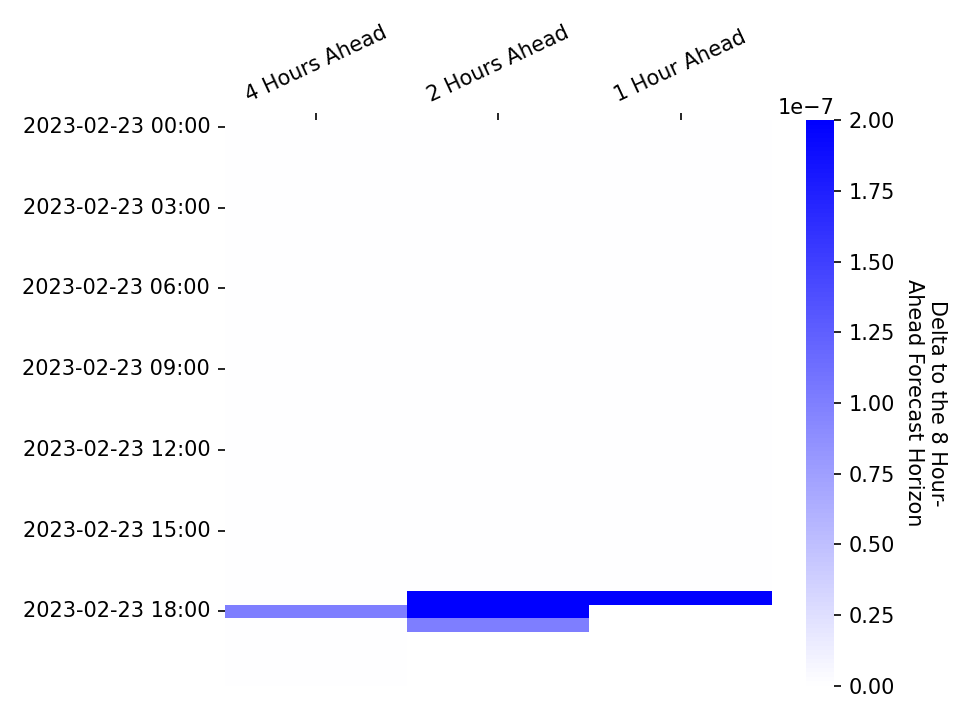 4 Hours Ahead
2 Hours Ahead
1 Hour Ahead
1e−7
2023-02-23 00:00
2023-02-23 03:00
2023-02-23 06:00
2023-02-23 09:00
2023-02-23 12:00
2023-02-23 15:00
2023-02-23 18:00
2.00
1.75
1.50
1.25
1.00
0.75
0.50
0.25
0.00
Delta to the 8 Hour-
Ahead Forecast Horizon